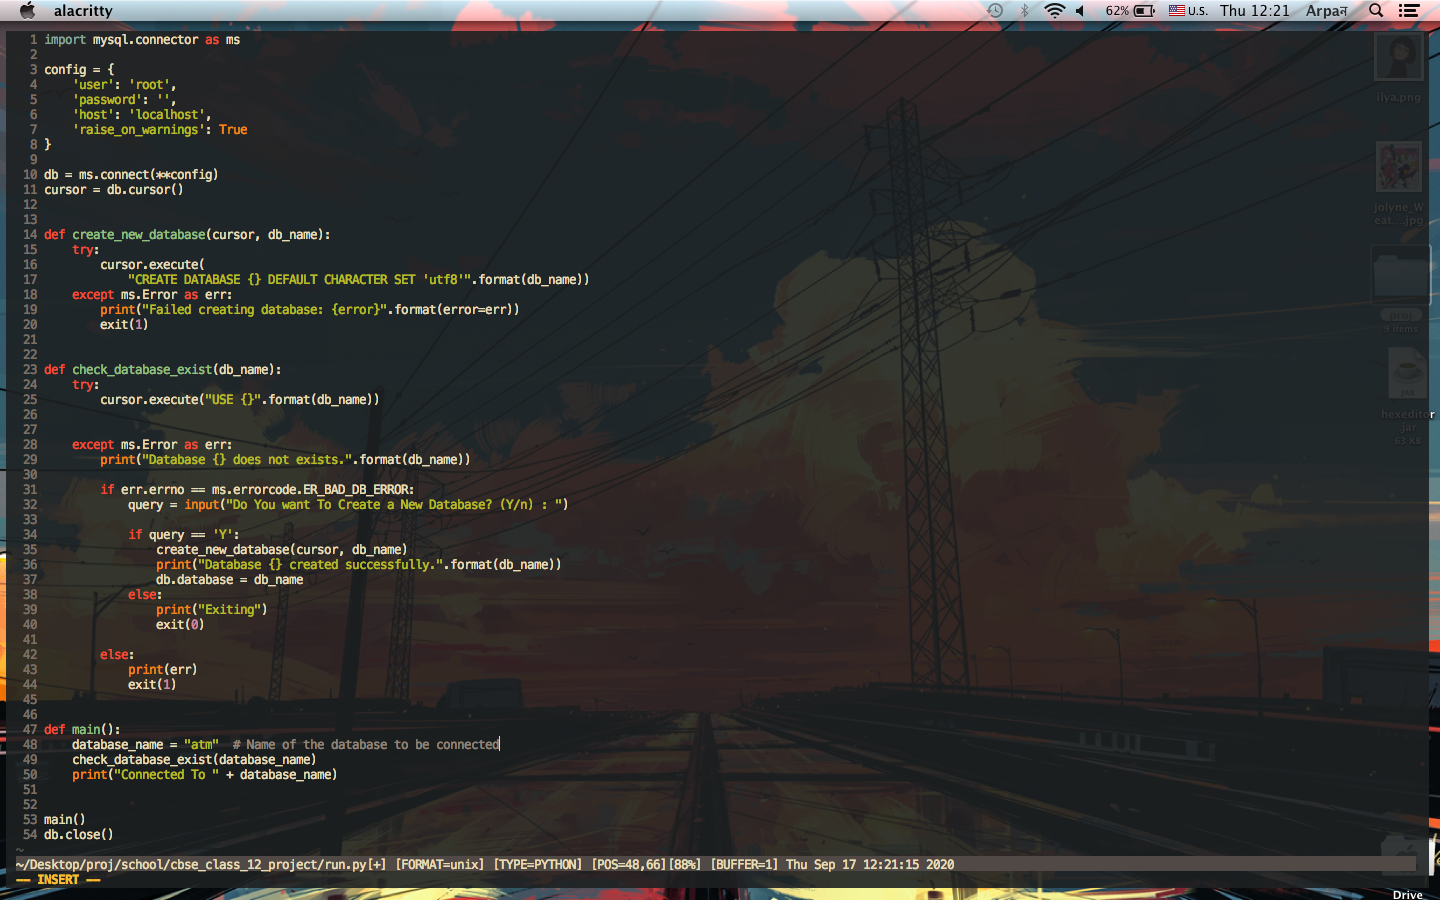 alacritty
62% U.S. Thu 12:21 Arpaन
1 import mysql.connector as ms
2
3 config = {
4     'user': 'root',
5     'password': '',
6     'host': 'localhost',
7     'raise_on_warnings': True
8 }
9
10 db = ms.connect(**config)
11 cursor = db.cursor()
12
13
14 def create_new_database(cursor, db_name):
15     try:
16         cursor.execute(
17             "CREATE DATABASE {} DEFAULT CHARACTER SET 'utf8'".format(db_name))
18     except ms.Error as err:
19         print("Failed creating database: {error}".format(error=err))
20         exit(1)
21
22
23 def check_database_exist(db_name):
24     try:
25         cursor.execute("USE {}".format(db_name))
26
27
28     except ms.Error as err:
29         print("Database {} does not exists.".format(db_name))
30
31         if err.errno == ms.errorcode.ER_BAD_DB_ERROR:
32             query = input("Do You want To Create a New Database? (Y/n) : ")
33
34             if query == 'Y':
35                 create_new_database(cursor, db_name)
36                 print("Database {} created successfully.".format(db_name))
37                 db.database = db_name
38             else:
39                 print("Exiting")
40                 exit(0)
41
42         else:
43             print(err)
44             exit(1)
45
46
47 def main():
48     database_name = "atm"  # Name of the database to be connected
49     check_database_exist(database_name)
50     print("Connected To " + database_name)
51
52
53 main()
54 db.close()
~
~/Desktop/proj/school/cbse_class_12_project/run.py[+] [FORMAT=unix] [TYPE=PYTHON] [POS=48,66][88%] [BUFFER=1] Thu Sep 17 12:21:15 2020
-- INSERT --
ilya.png
jolyne_W
eat....jpg
proj
9 items
hexeditor
.jar
63 KB
Drive